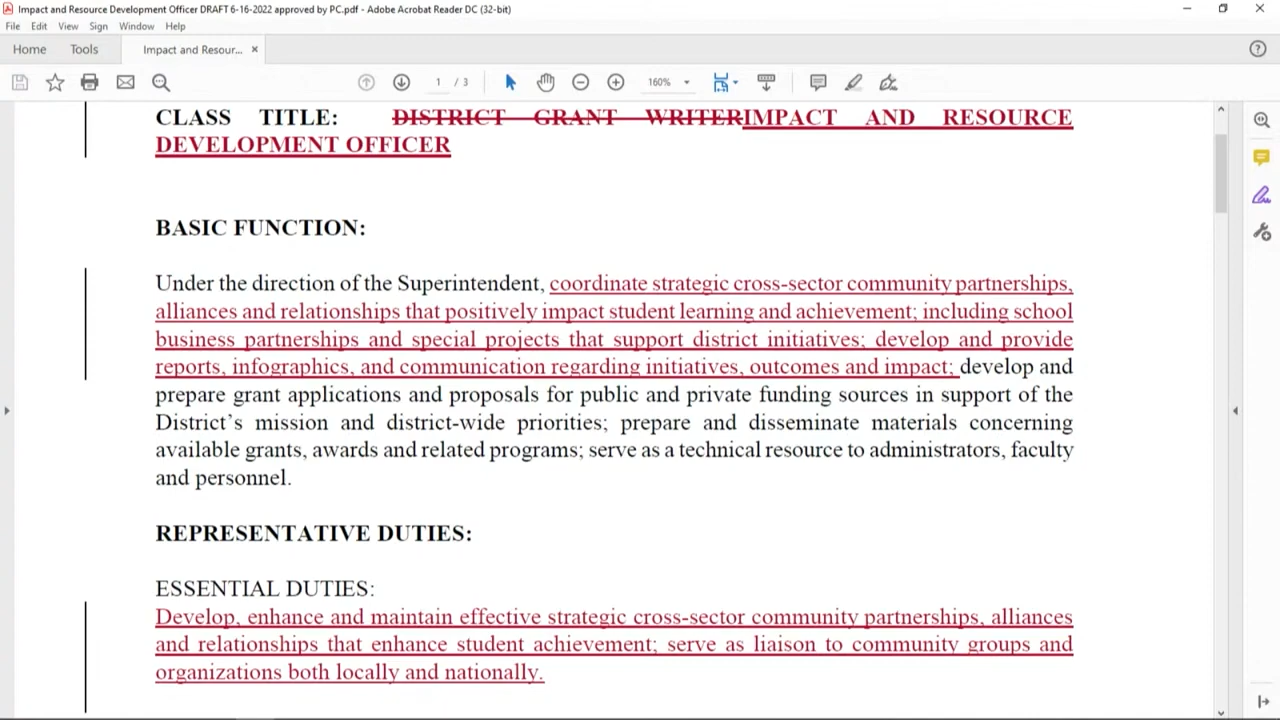 Impact and Resource Development Officer DRAFT 6-16-2022 approved by PC.pdf - Adobe Acrobat Reader DC (32-bit)
File Edit View Sign Window Help
Home Tools Impact and Resour... ×
1 / 3 160%
CLASS TITLE: DISTRICT GRANT WRITERIMPACT AND RESOURCE
DEVELOPMENT OFFICER
BASIC FUNCTION:
Under the direction of the Superintendent, coordinate strategic cross-sector community partnerships,
alliances and relationships that positively impact student learning and achievement; including school
business partnerships and special projects that support district initiatives; develop and provide
reports, infographics, and communication regarding initiatives, outcomes and impact; develop and
prepare grant applications and proposals for public and private funding sources in support of the
District's mission and district-wide priorities; prepare and disseminate materials concerning
available grants, awards and related programs; serve as a technical resource to administrators, faculty
and personnel.
REPRESENTATIVE DUTIES:
ESSENTIAL DUTIES:
Develop, enhance and maintain effective strategic cross-sector community partnerships, alliances
and relationships that enhance student achievement; serve as liaison to community groups and
organizations both locally and nationally.